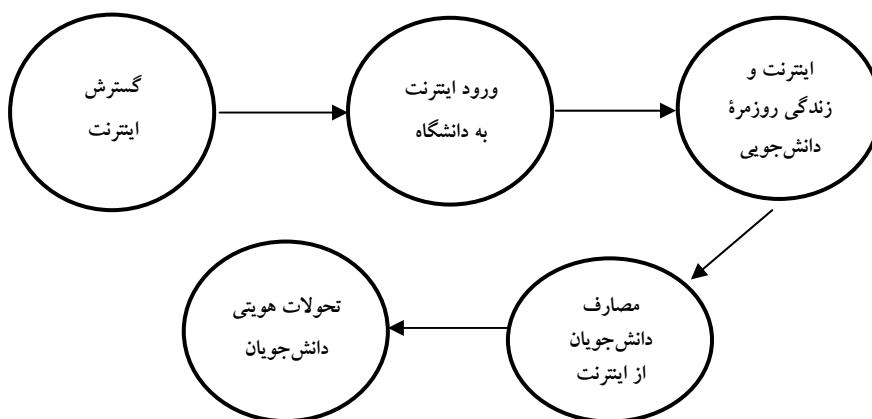 گسترش
اینترنت
ورود اینترنت
به دانشگاه
اینترنت و
زندگی روزمرهٔ
دانش‌جویی
مصارف
دانش‌جویان
از اینترنت
تحولات هویتی
دانش‌جویان